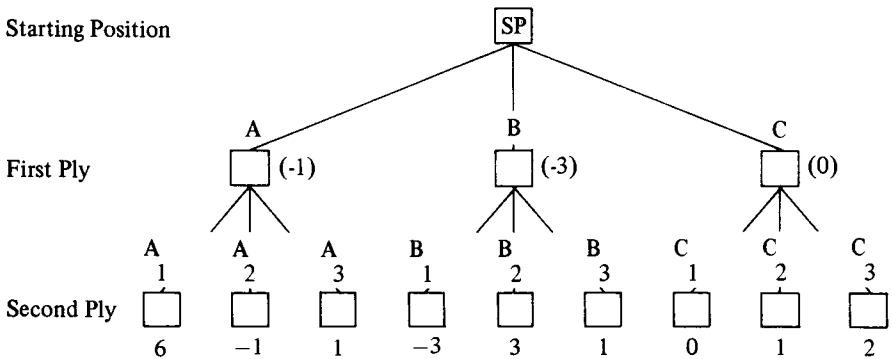 Starting Position SP
A B C
First Ply (-1) (-3) (0)
A A A B B B C C C
1 2 3 1 2 3 1 2 3
Second Ply
6 −1 1 −3 3 1 0 1 2